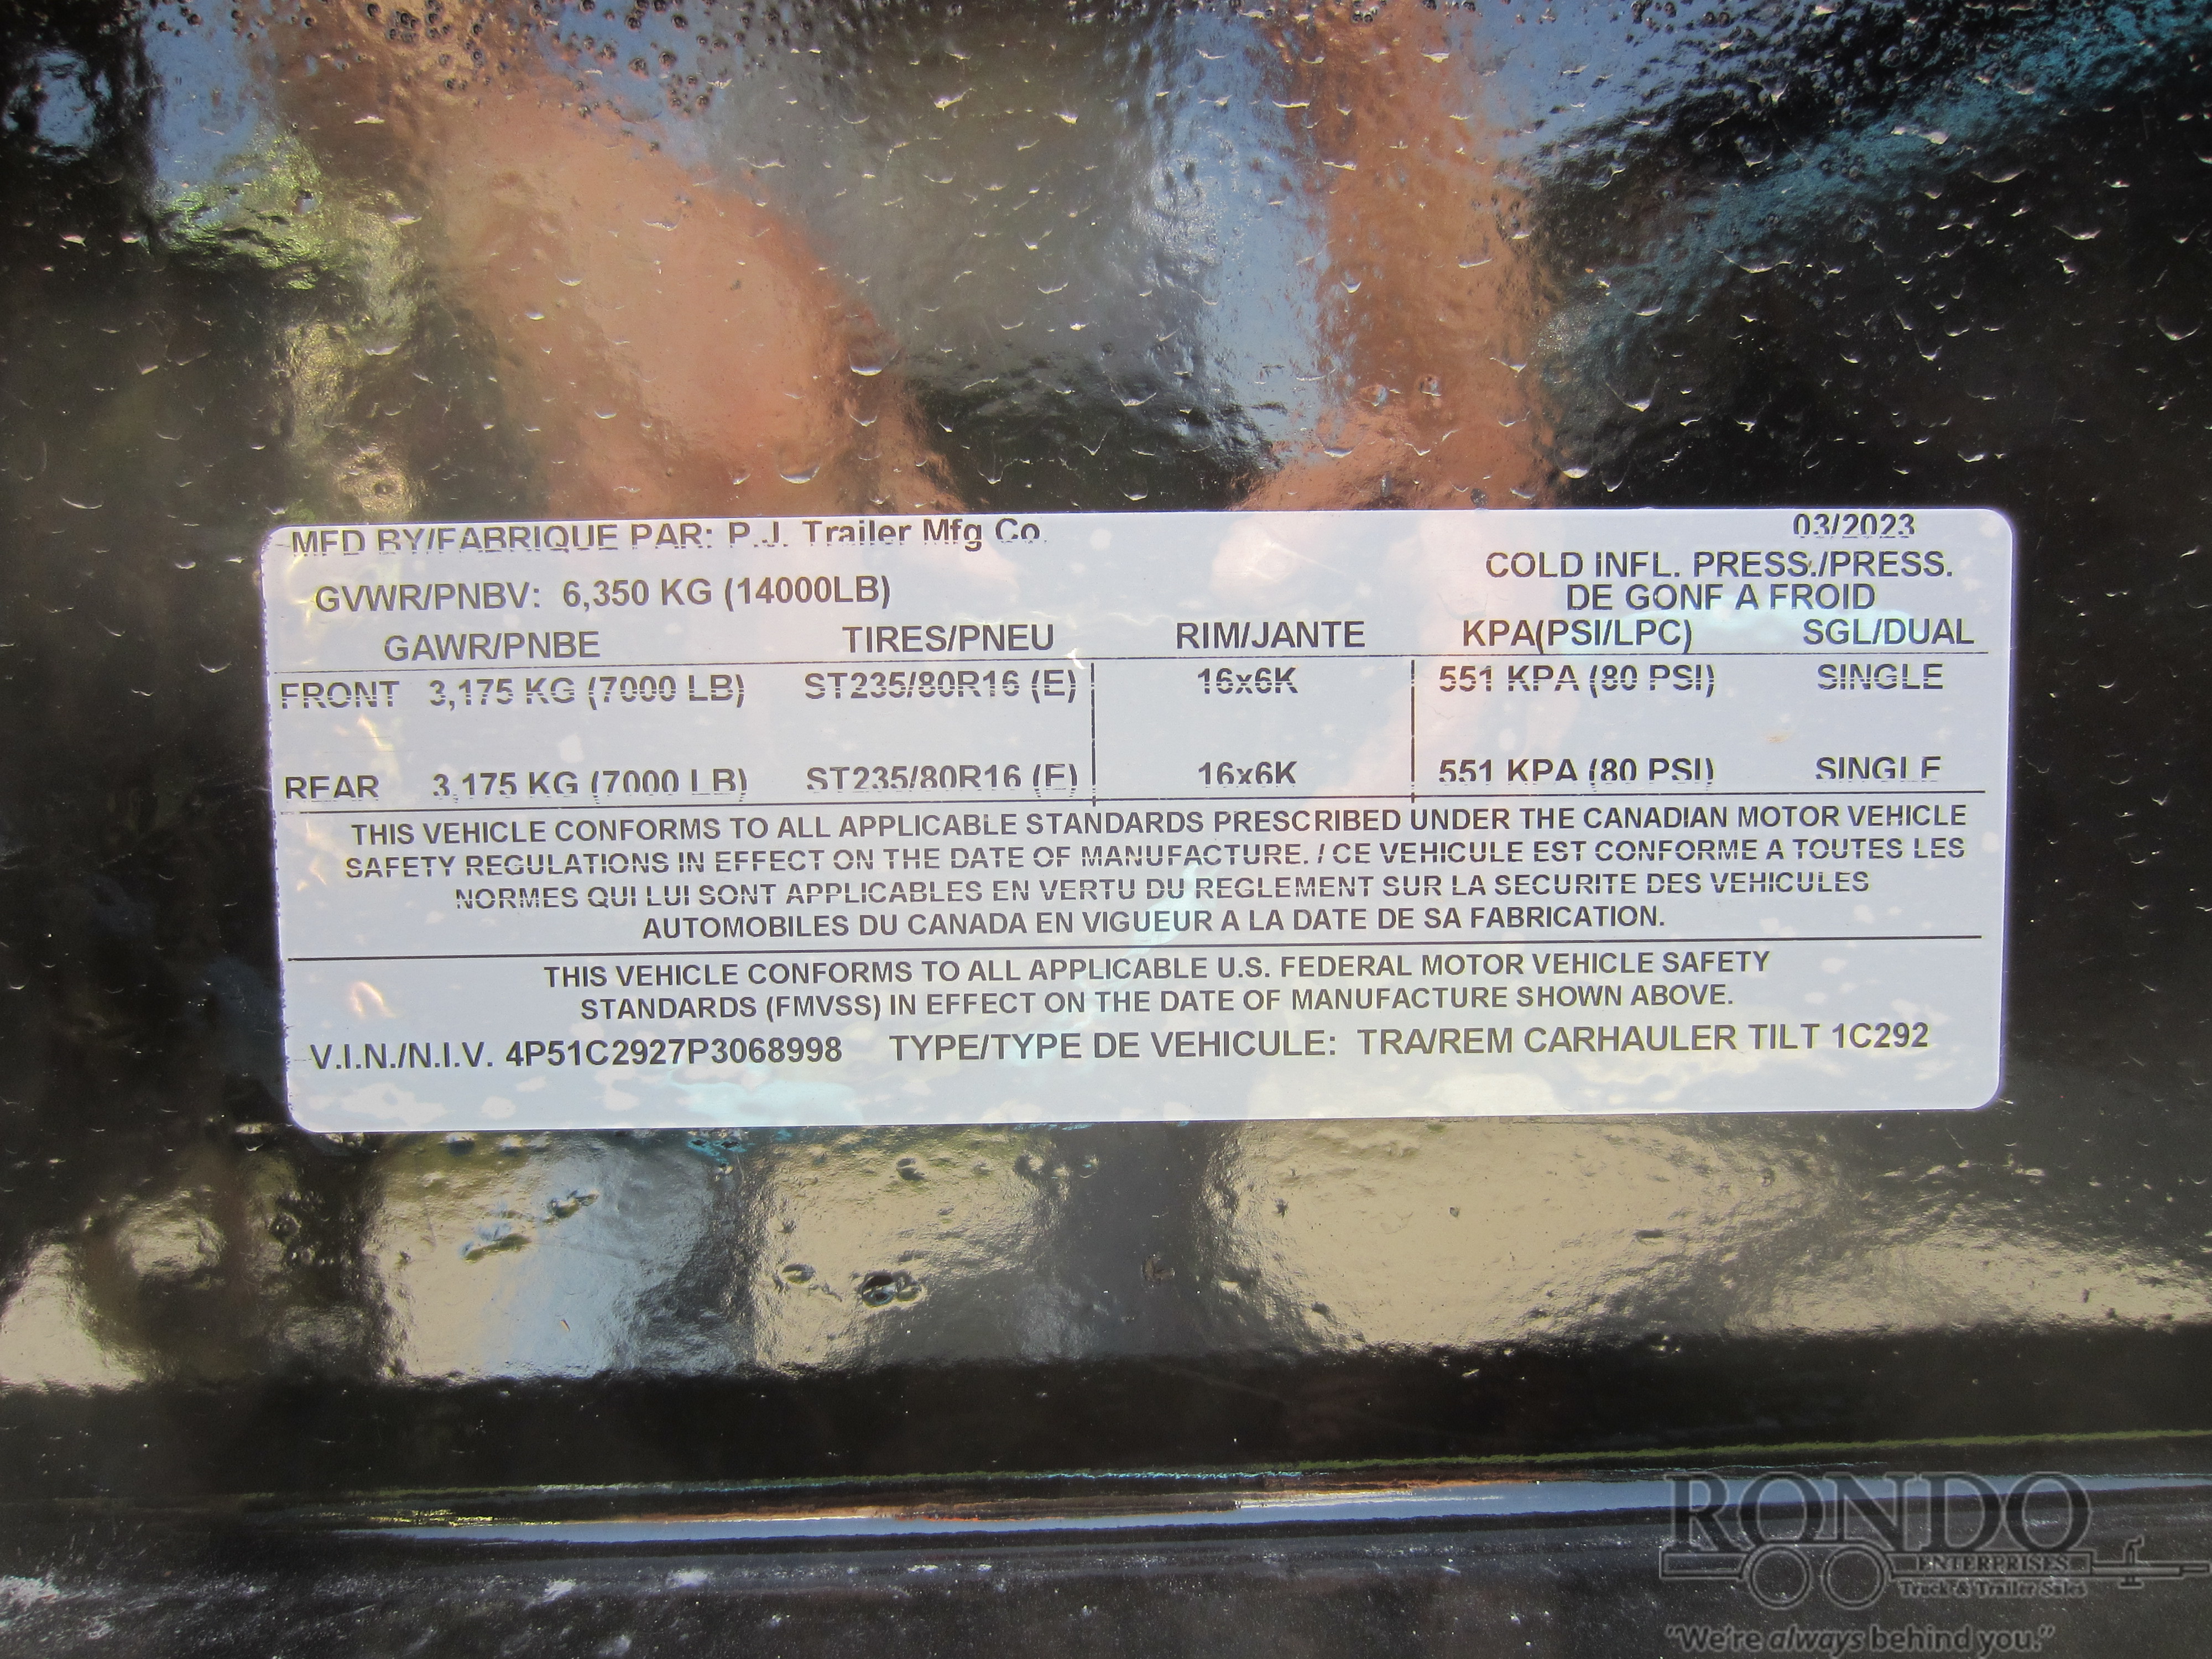 MFD BY/FABRIQUE PAR: P.J. Trailer Mfg Co. 03/2023
GVWR/PNBV: 6,350 KG (14000LB) COLD INFL. PRESS./PRESS.
DE GONF A FROID
GAWR/PNBE TIRES/PNEU RIM/JANTE KPA(PSI/LPC) SGL/DUAL
FRONT 3,175 KG (7000 LB) ST235/80R16 (E) 16x6K 551 KPA (80 PSI) SINGLE
REAR 3,175 KG (7000 LB) ST235/80R16 (E) 16x6K 551 KPA (80 PSI) SINGLE
THIS VEHICLE CONFORMS TO ALL APPLICABLE STANDARDS PRESCRIBED UNDER THE CANADIAN MOTOR VEHICLE
SAFETY REGULATIONS IN EFFECT ON THE DATE OF MANUFACTURE. / CE VEHICULE EST CONFORME A TOUTES LES
NORMES QUI LUI SONT APPLICABLES EN VERTU DU REGLEMENT SUR LA SECURITE DES VEHICULES
AUTOMOBILES DU CANADA EN VIGUEUR A LA DATE DE SA FABRICATION.
THIS VEHICLE CONFORMS TO ALL APPLICABLE U.S. FEDERAL MOTOR VEHICLE SAFETY
STANDARDS (FMVSS) IN EFFECT ON THE DATE OF MANUFACTURE SHOWN ABOVE.
V.I.N./N.I.V. 4P51C2927P3068998 TYPE/TYPE DE VEHICULE: TRA/REM CARHAULER TILT 1C292
RONDO
ENTERPRISES
Truck & Trailer Sales
"We're always behind you."